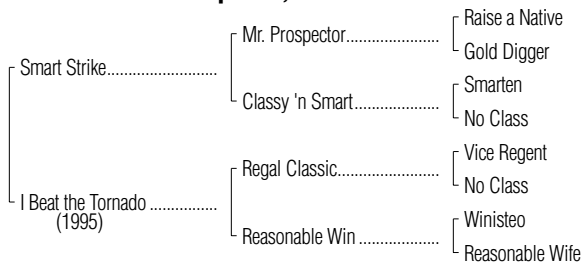 Raise a Native
Mr. Prospector
Gold Digger
Smart Strike
Smarten
Classy 'n Smart
No Class
Vice Regent
Regal Classic
No Class
I Beat the Tornado
(1995)
Winisteo
Reasonable Win
Reasonable Wife